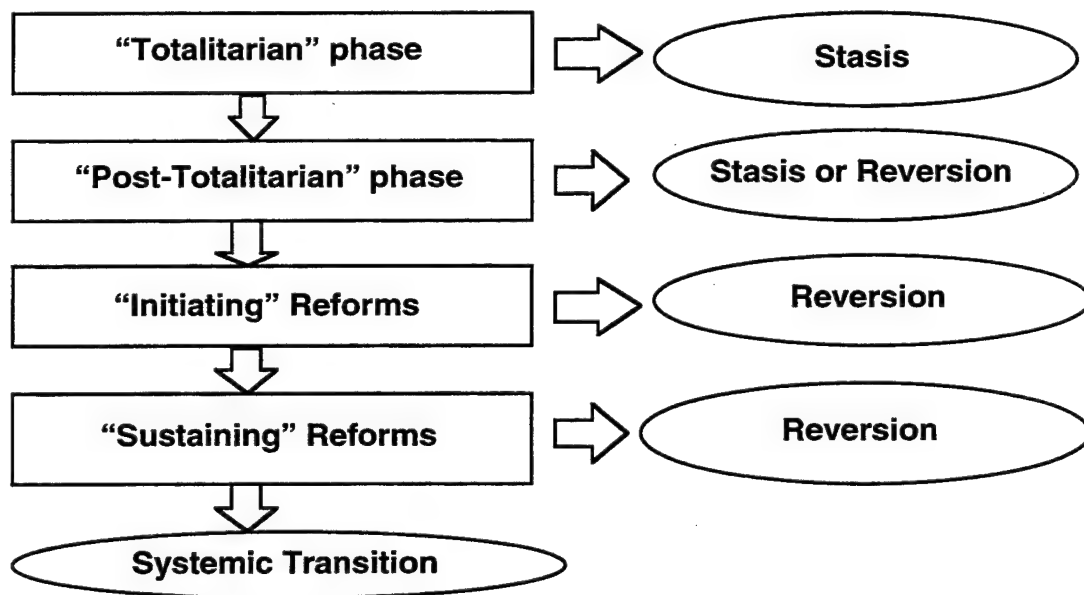 “Totalitarian” phase
Stasis
“Post-Totalitarian” phase
Stasis or Reversion
“Initiating” Reforms
Reversion
“Sustaining” Reforms
Reversion
Systemic Transition